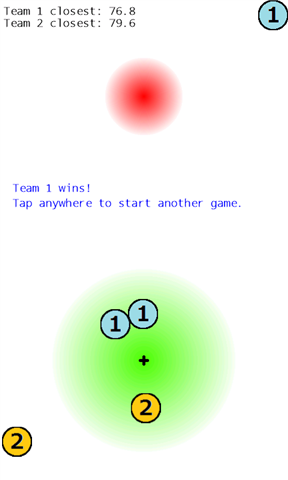 Team 1 closest: 76.8
Team 2 closest: 79.6
1
Team 1 wins!
Tap anywhere to start another game.
1
1
2
2